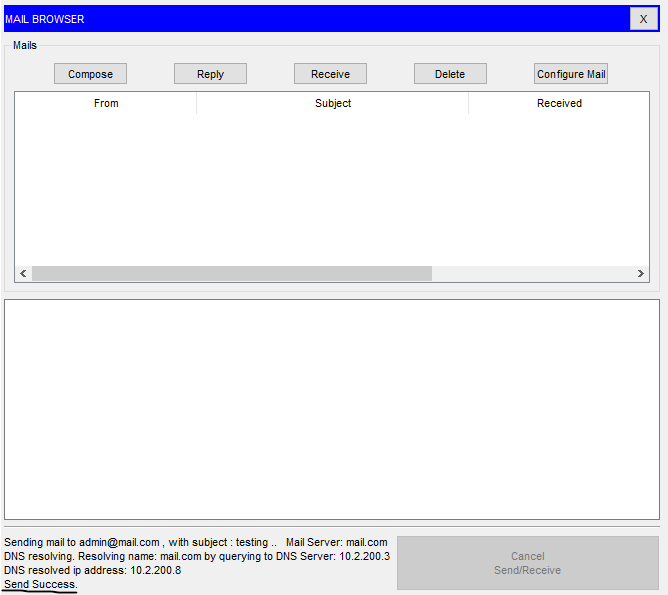 MAIL BROWSER
X
Mails
Compose
Reply
Receive
Delete
Configure Mail
From
Subject
Received
Sending mail to admin@mail.com , with subject : testing .. Mail Server: mail.com
DNS resolving. Resolving name: mail.com by querying to DNS Server: 10.2.200.3
DNS resolved ip address: 10.2.200.8
Send Success.
Cancel
Send/Receive